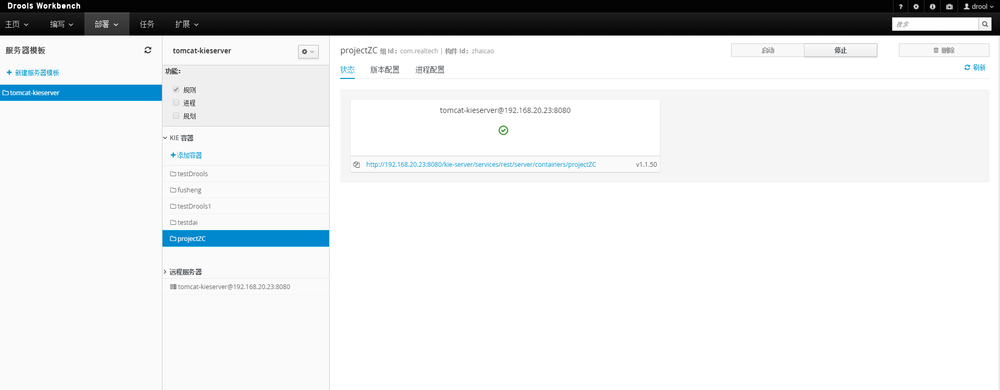 Drools Workbench
? drool
主页 编写 部署 任务 扩展
搜索
服务器模板
+ 新建服务器模板
tomcat-kieserver
tomcat-kieserver
功能：
规则
进程
规划
KIE 容器
+添加容器
testDrools
fusheng
testDrools1
testdai
projectZC
远程服务器
tomcat-kieserver@192.168.20.23:8080
projectZC 组 Id： com.realtech | 构件 Id： zhaicao
启动 停止 删除
状态 版本配置 进程配置
刷新
tomcat-kieserver@192.168.20.23:8080
http://192.168.20.23:8080/kie-server/services/rest/server/containers/projectZC v1.1.50